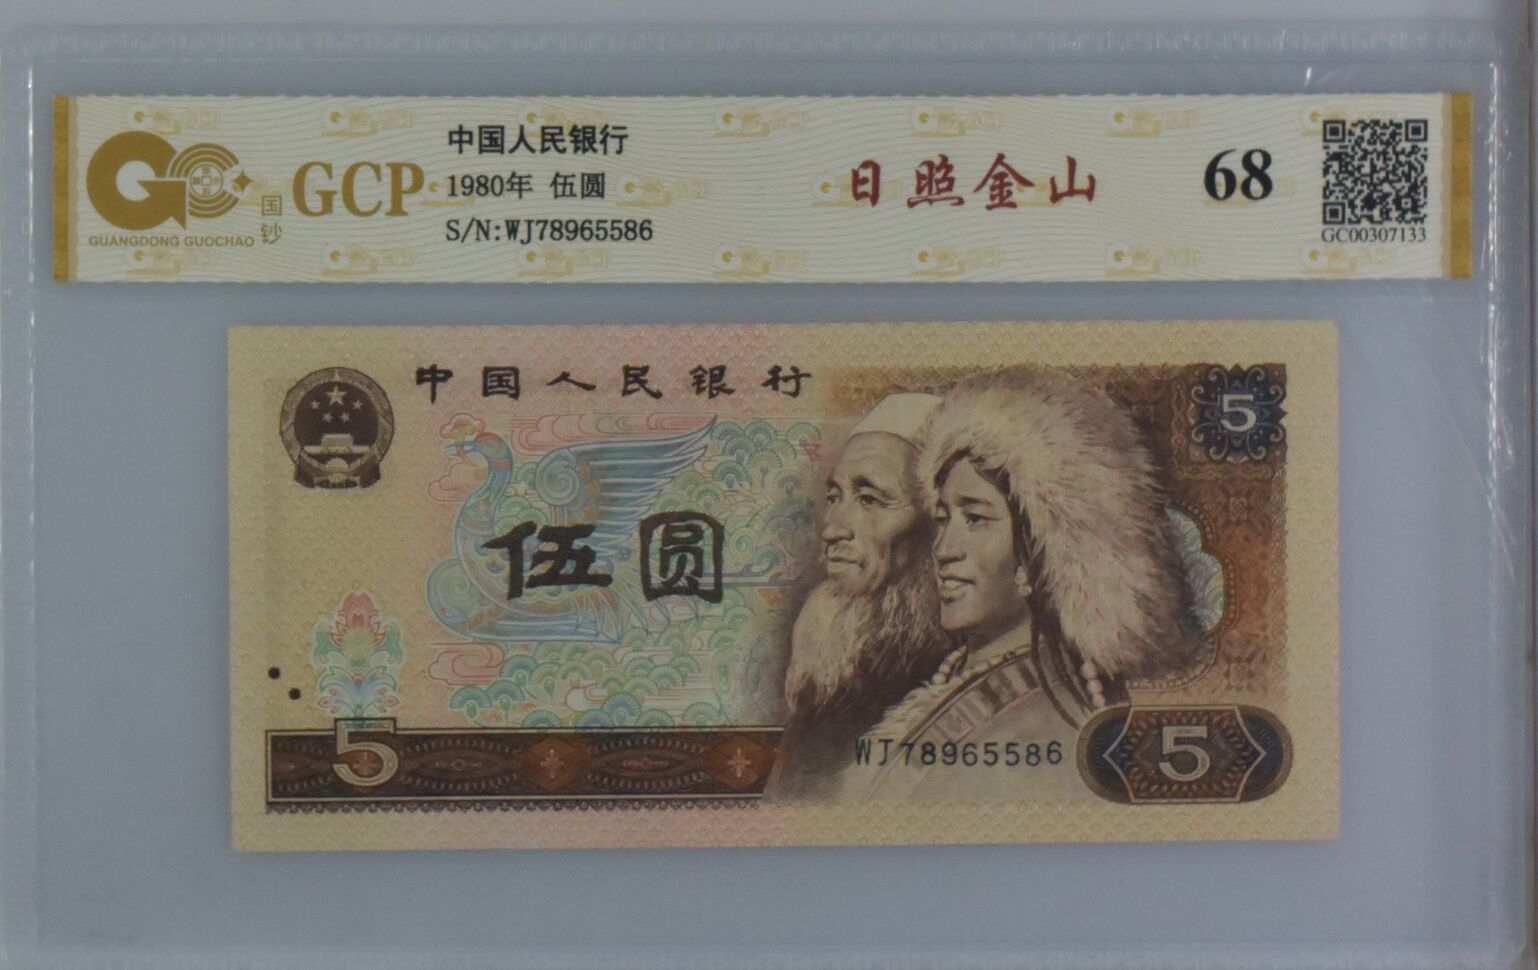 GUANGDONG GUOCHAO
国钞
GCP
中国人民银行
1980年 伍圆
S/N:WJ78965586
日照金山
68
GC00307133
中国人民银行
5
伍圆
5
WJ78965586
5